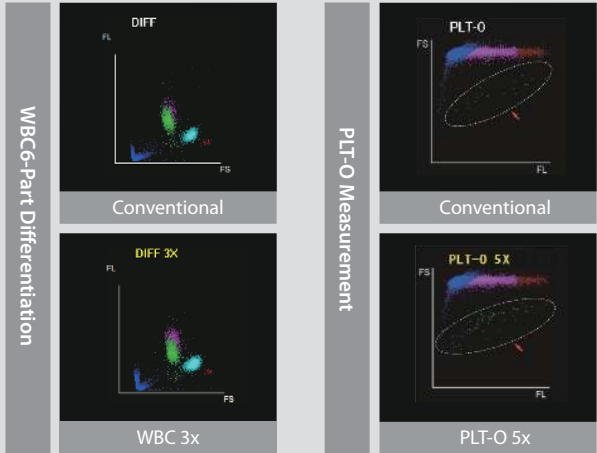 WBC6-Part Differentiation
DIFF
FL
FS
Conventional
DIFF 3X
FL
FS
WBC 3x
PLT-O Measurement
PLT-O
FS
FL
Conventional
PLT-O 5X
FS
FL
PLT-O 5x